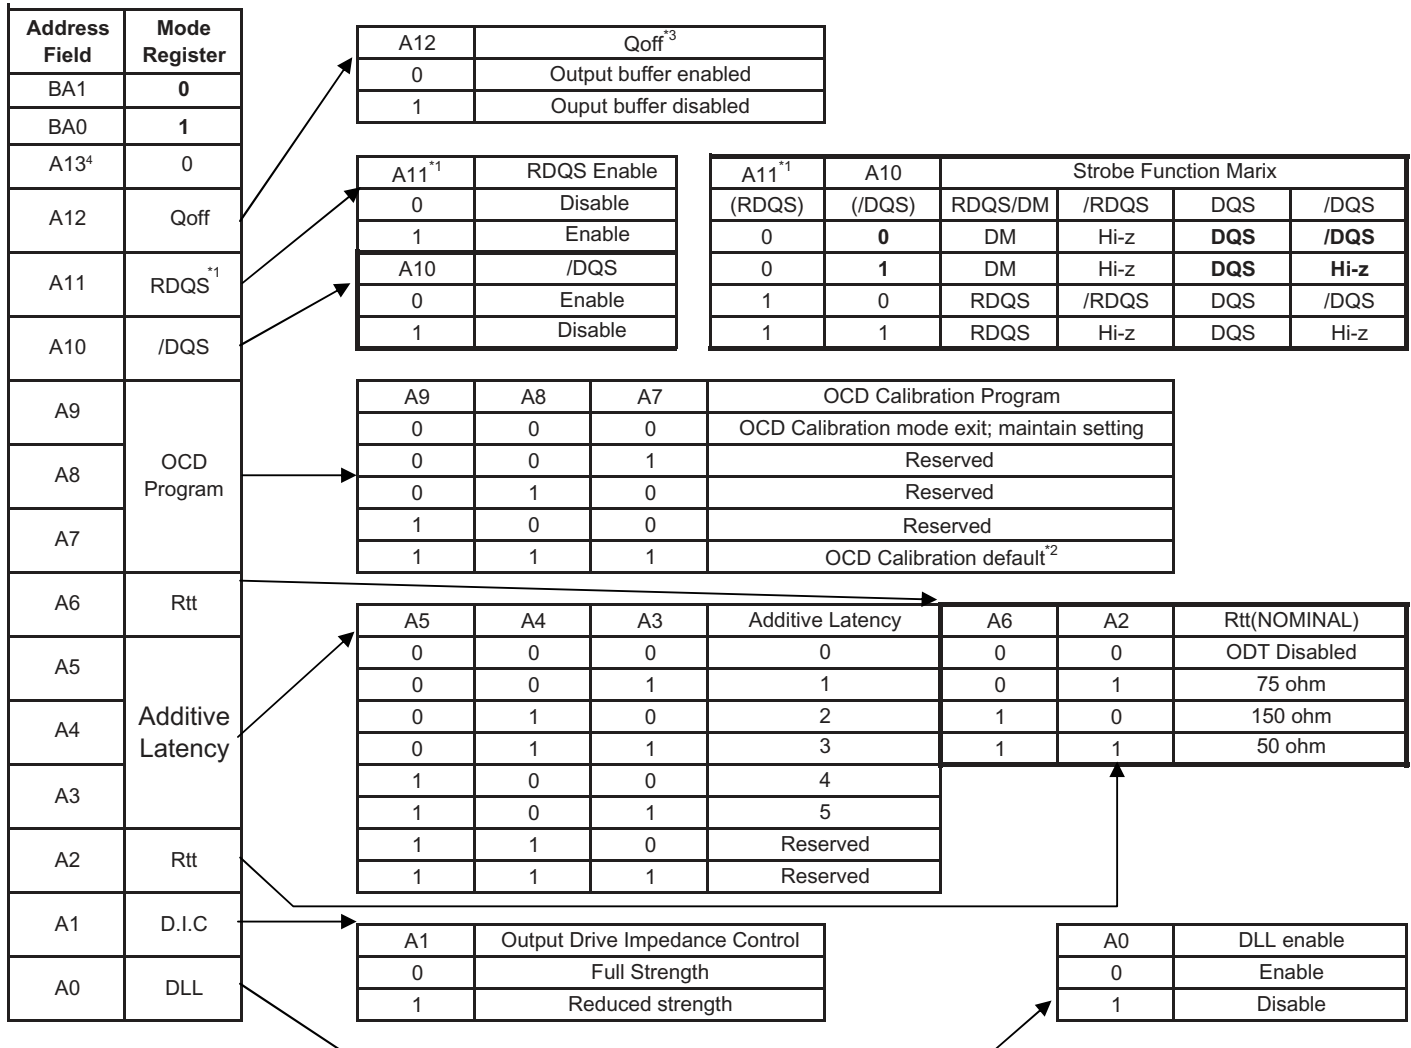 Address Field | Mode Register
BA1 | 0
BA0 | 1
A13⁴ | 0
A12 | Qoff
A11 | RDQS*1
A10 | /DQS
A9
A8 | OCD Program
A7
A6 | Rtt
A5
A4 | Additive Latency
A3
A2 | Rtt
A1 | D.I.C
A0 | DLL
A12 | Qoff*3
0 | Output buffer enabled
1 | Ouput buffer disabled
A11*1 | RDQS Enable
0 | Disable
1 | Enable
A10 | /DQS
0 | Enable
1 | Disable
A11*1 | A10 | Strobe Function Marix
(RDQS) | (/DQS) | RDQS/DM | /RDQS | DQS | /DQS
0 | 0 | DM | Hi-z | DQS | /DQS
0 | 1 | DM | Hi-z | DQS | Hi-z
1 | 0 | RDQS | /RDQS | DQS | /DQS
1 | 1 | RDQS | Hi-z | DQS | Hi-z
A9 | A8 | A7 | OCD Calibration Program
0 | 0 | 0 | OCD Calibration mode exit; maintain setting
0 | 0 | 1 | Reserved
0 | 1 | 0 | Reserved
1 | 0 | 0 | Reserved
1 | 1 | 1 | OCD Calibration default*2
A5 | A4 | A3 | Additive Latency
0 | 0 | 0 | 0
0 | 0 | 1 | 1
0 | 1 | 0 | 2
0 | 1 | 1 | 3
1 | 0 | 0 | 4
1 | 0 | 1 | 5
1 | 1 | 0 | Reserved
1 | 1 | 1 | Reserved
A6 | A2 | Rtt(NOMINAL)
0 | 0 | ODT Disabled
0 | 1 | 75 ohm
1 | 0 | 150 ohm
1 | 1 | 50 ohm
A1 | Output Drive Impedance Control
0 | Full Strength
1 | Reduced strength
A0 | DLL enable
0 | Enable
1 | Disable